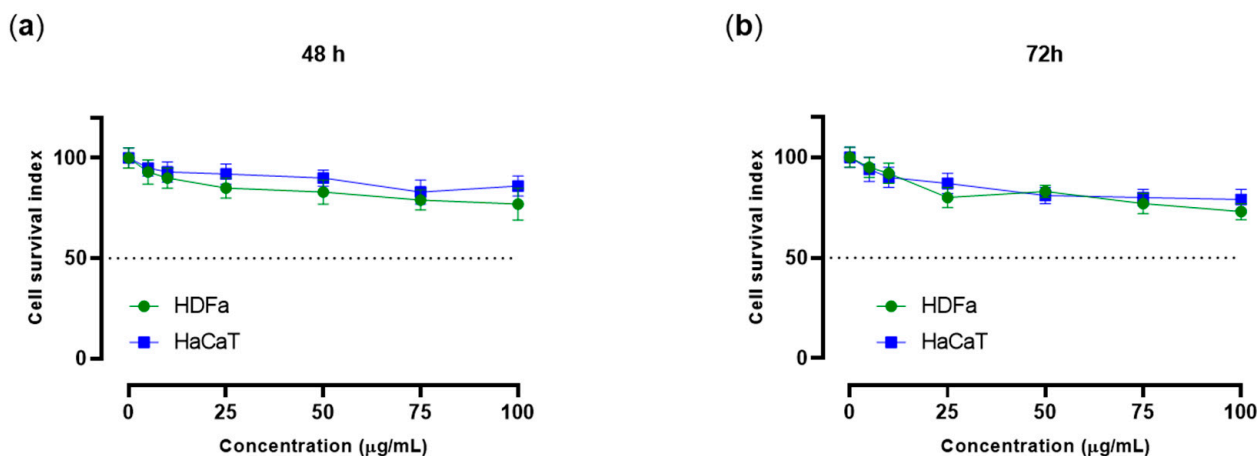 (a)
48 h
Cell survival index
100
50
0
HDFa
HaCaT
0 25 50 75 100
Concentration (μg/mL)
(b)
72h
Cell survival index
100
50
0
HDFa
HaCaT
0 25 50 75 100
Concentration (μg/mL)